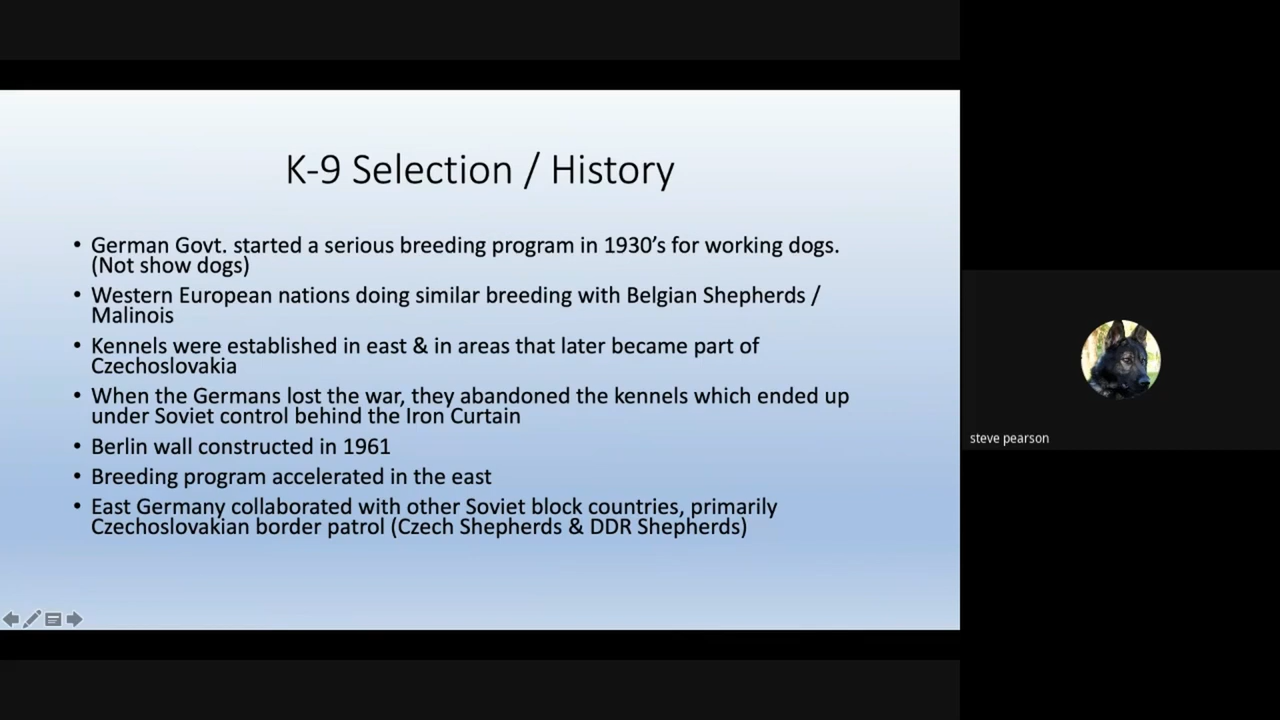 K-9 Selection / History
• German Govt. started a serious breeding program in 1930’s for working dogs.
(Not show dogs)
• Western European nations doing similar breeding with Belgian Shepherds /
Malinois
• Kennels were established in east & in areas that later became part of
Czechoslovakia
• When the Germans lost the war, they abandoned the kennels which ended up
under Soviet control behind the Iron Curtain
• Berlin wall constructed in 1961
• Breeding program accelerated in the east
• East Germany collaborated with other Soviet block countries, primarily
Czechoslovakian border patrol (Czech Shepherds & DDR Shepherds)
steve pearson